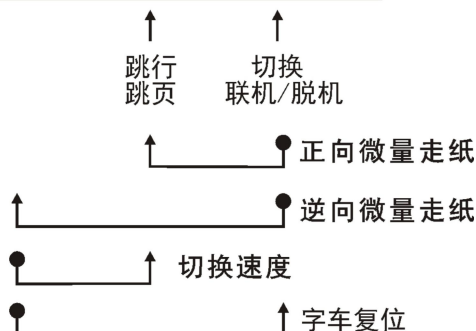 跳行 切换
跳页 联机/脱机
正向微量走纸
逆向微量走纸
切换速度
字车复位